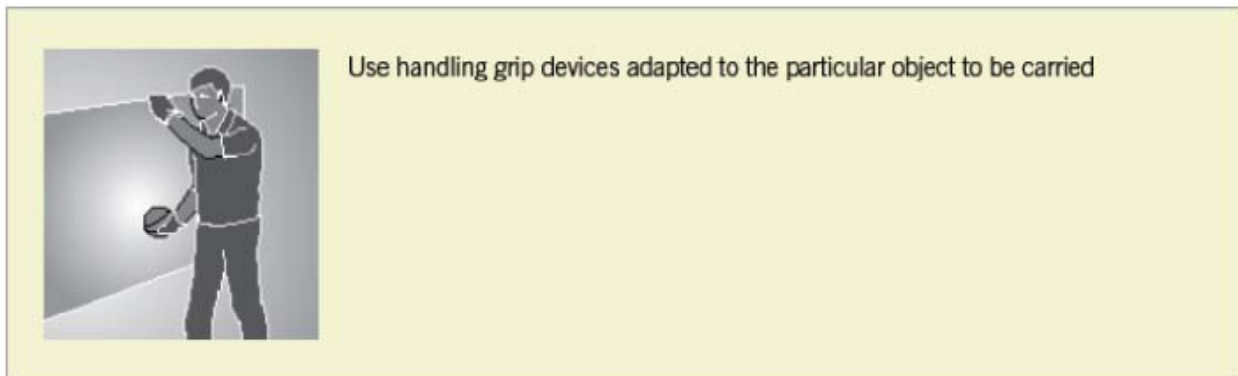 Use handling grip devices adapted to the particular object to be carried